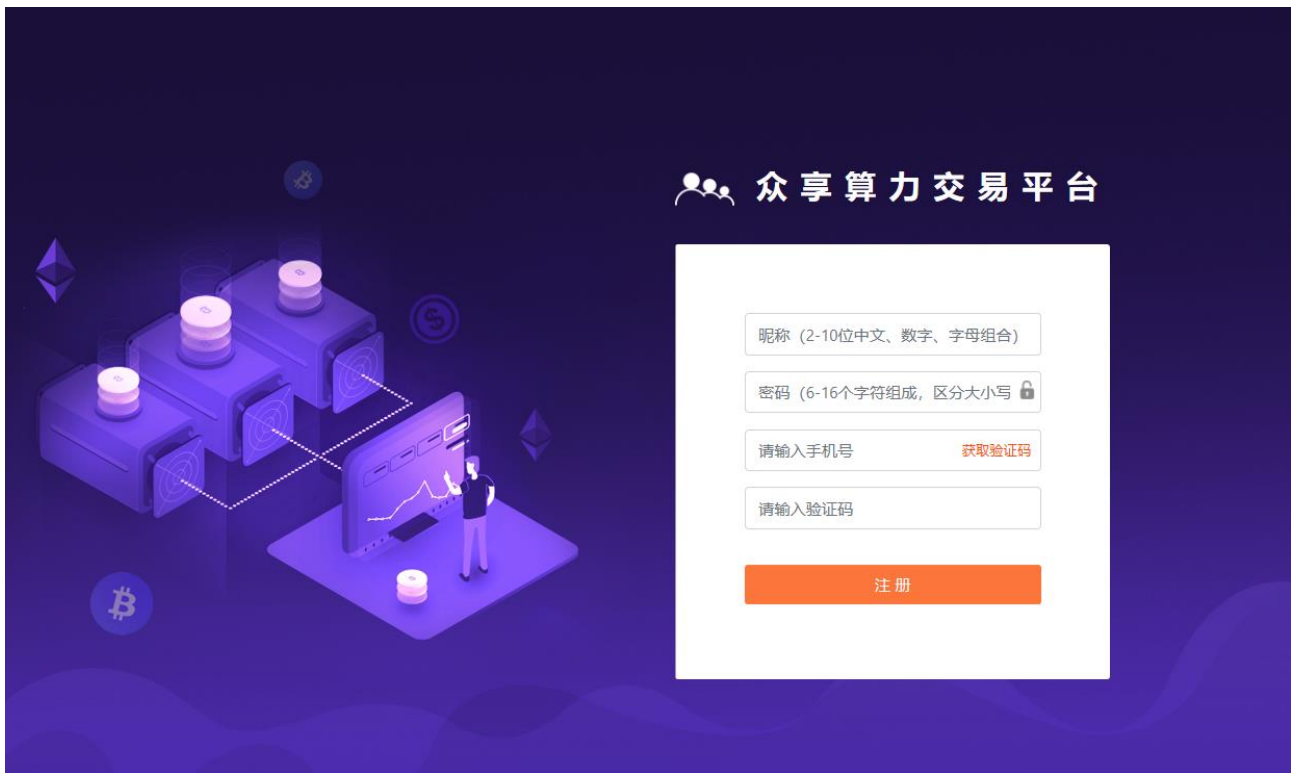 众享算力交易平台
昵称（2-10位中文、数字、字母组合）
密码（6-16个字符组成，区分大小写
请输入手机号 获取验证码
请输入验证码
注册